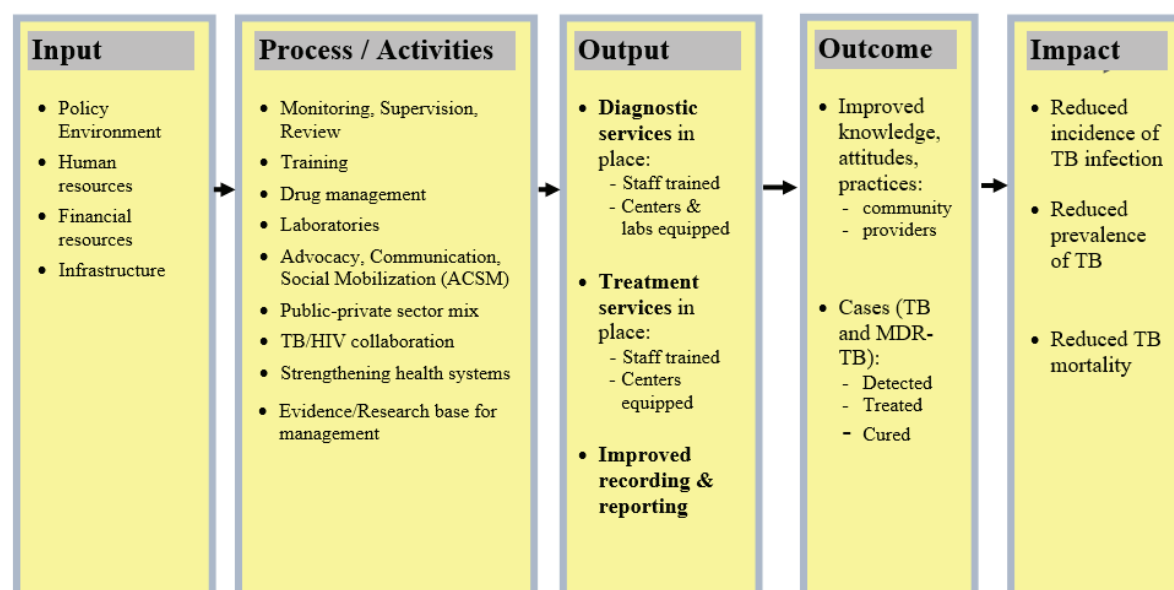 Input
• Policy
Environment
• Human
resources
• Financial
resources
• Infrastructure
Process / Activities
• Monitoring, Supervision,
Review
• Training
• Drug management
• Laboratories
• Advocacy, Communication,
Social Mobilization (ACSM)
• Public-private sector mix
• TB/HIV collaboration
• Strengthening health systems
• Evidence/Research base for
management
Output
• Diagnostic
services in
place:
- Staff trained
- Centers &
labs equipped
• Treatment
services in
place:
- Staff trained
- Centers
equipped
• Improved
recording &
reporting
Outcome
• Improved
knowledge,
attitudes,
practices:
- community
- providers
• Cases (TB
and MDR-
TB):
- Detected
- Treated
- Cured
Impact
• Reduced
incidence of
TB infection
• Reduced
prevalence
of TB
• Reduced TB
mortality